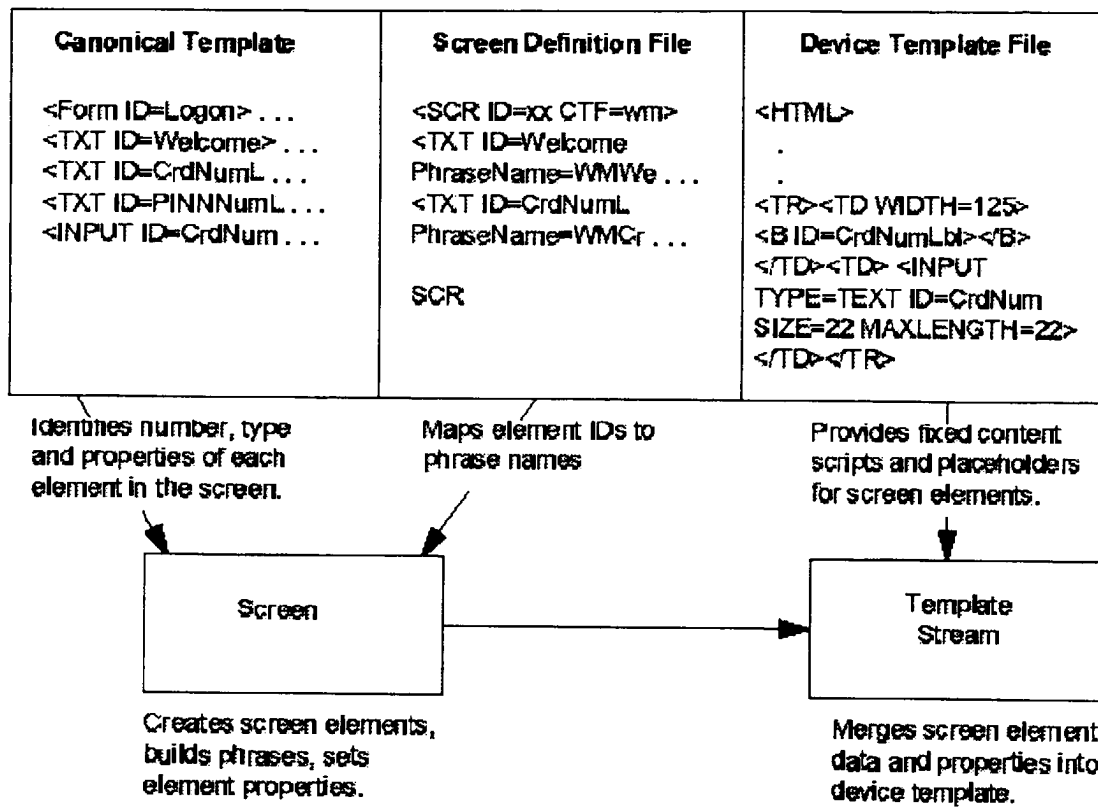 Canonical Template
<Form ID=Logon> . . .
<TXT ID=Welcome> . . .
<TXT ID=CrdNumL . . .
<TXT ID=PINNNumL . . .
<INPUT ID=CrdNum . . .
Screen Definition File
<SCR ID=xx CTF=wm>
<TXT ID=Welcome
PhraseName=WMWe . . .
<TXT ID=CrdNumL
PhraseName=WMCr . . .
SCR
Device Template File
<HTML>
.
.
<TR><TD WIDTH=125>
<B ID=CrdNumLbl></B>
</TD><TD> <INPUT
TYPE=TEXT ID=CrdNum
SIZE=22 MAXLENGTH=22>
</TD></TR>
Identifies number, type
and properties of each
element in the screen.
Maps element IDs to
phrase names
Provides fixed content
scripts and placeholders
for screen elements.
Screen
Template
Stream
Creates screen elements,
builds phrases, sets
element properties.
Merges screen element
data and properties into
device template.